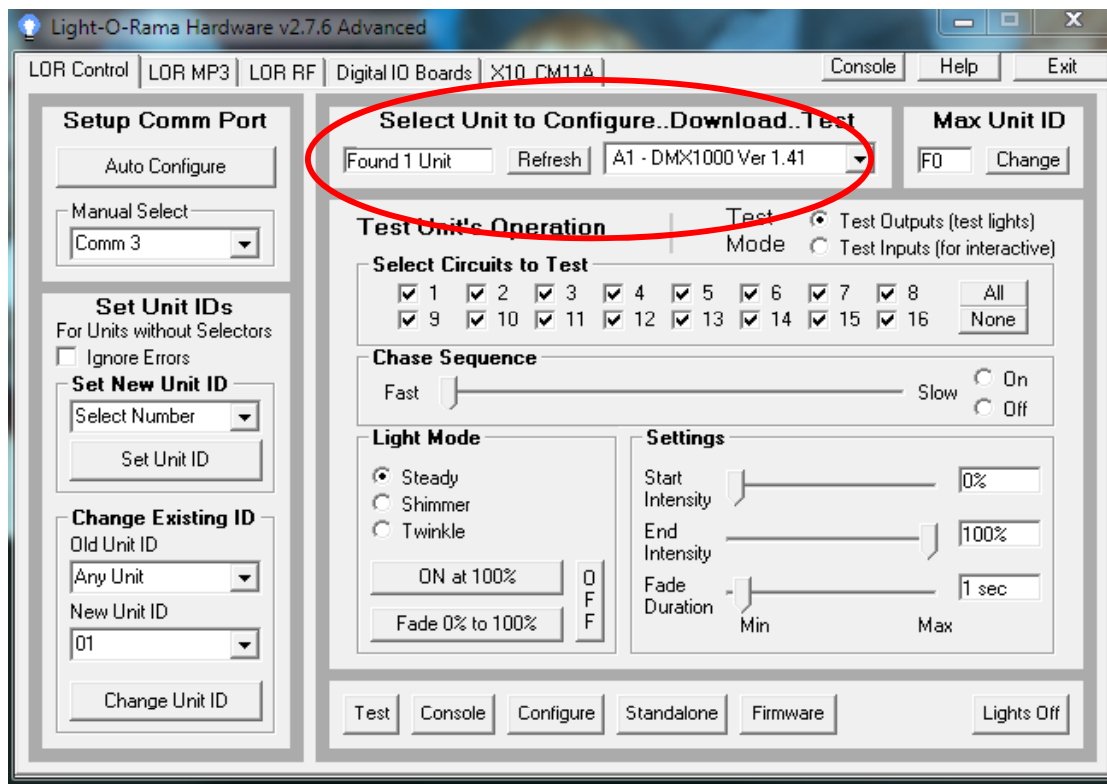 Light-O-Rama Hardware v2.7.6 Advanced
LOR Control LOR MP3 LOR RF Digital IO Boards X10 CM11A Console Help Exit
Setup Comm Port
Auto Configure
Manual Select
Comm 3
Set Unit IDs
For Units without Selectors
Ignore Errors
Set New Unit ID
Select Number
Set Unit ID
Change Existing ID
Old Unit ID
Any Unit
New Unit ID
01
Change Unit ID
Select Unit to Configure..Download..Test
Found 1 Unit Refresh A1 - DMX1000 Ver 1.41
Max Unit ID
F0 Change
Test Unit's Operation
Test Mode
Test Outputs (test lights)
Test Inputs (for interactive)
Select Circuits to Test
1 2 3 4 5 6 7 8 All
9 10 11 12 13 14 15 16 None
Chase Sequence
Fast Slow
On
Off
Light Mode
Steady
Shimmer
Twinkle
ON at 100%
Fade 0% to 100%
OFF
Settings
Start Intensity 0%
End Intensity 100%
Fade Duration 1 sec
Min Max
Test Console Configure Standalone Firmware Lights Off